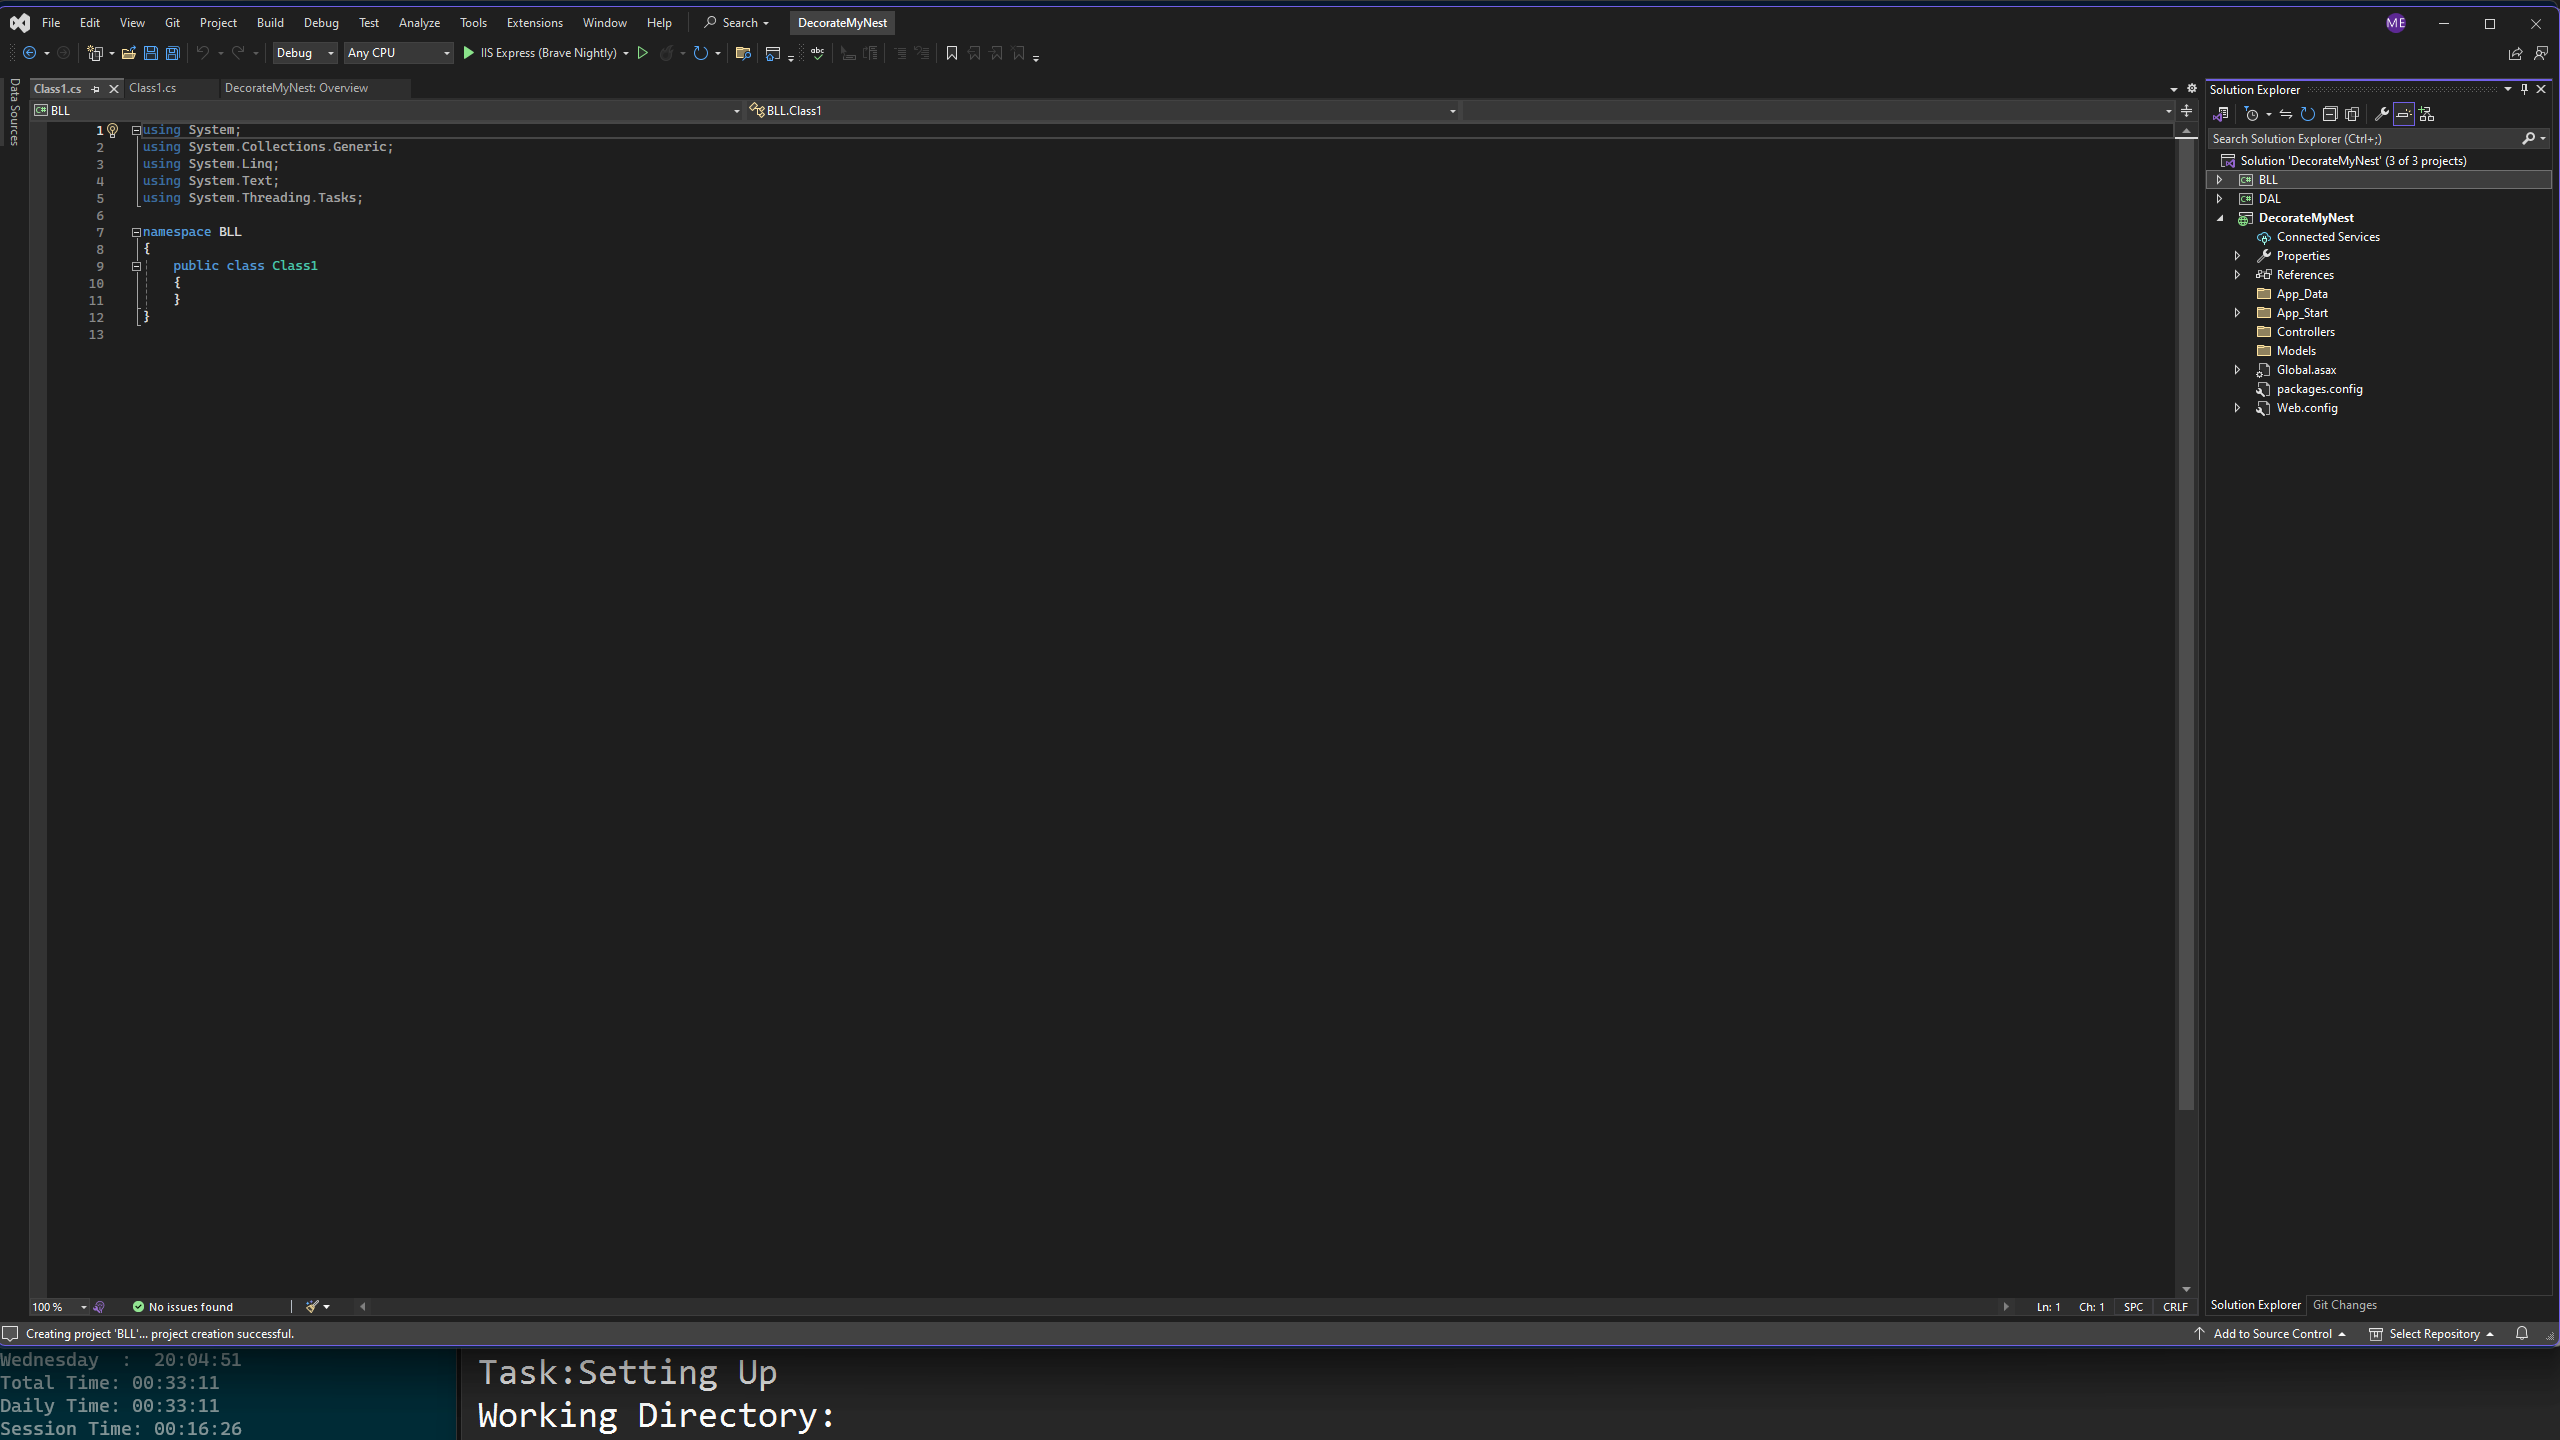 File Edit View Git Project Build Debug Test Analyze Tools Extensions Window Help Search DecorateMyNest ME
Debug Any CPU IIS Express (Brave Nightly) abc
Data Sources
Class1.cs Class1.cs DecorateMyNest: Overview
C# BLL BLL.Class1
1 using System;
2 using System.Collections.Generic;
3 using System.Linq;
4 using System.Text;
5 using System.Threading.Tasks;
6
7 namespace BLL
8 {
9 public class Class1
10 {
11 }
12 }
13
100 % No issues found Ln: 1 Ch: 1 SPC CRLF
Solution Explorer
Search Solution Explorer (Ctrl+;)
Solution 'DecorateMyNest' (3 of 3 projects)
C# BLL
C# DAL
DecorateMyNest
Connected Services
Properties
References
App_Data
App_Start
Controllers
Models
Global.asax
packages.config
Web.config
Solution Explorer Git Changes
Creating project 'BLL'... project creation successful. Add to Source Control Select Repository
Wednesday : 20:04:51
Total Time: 00:33:11
Daily Time: 00:33:11
Session Time: 00:16:26
Task:Setting Up
Working Directory: